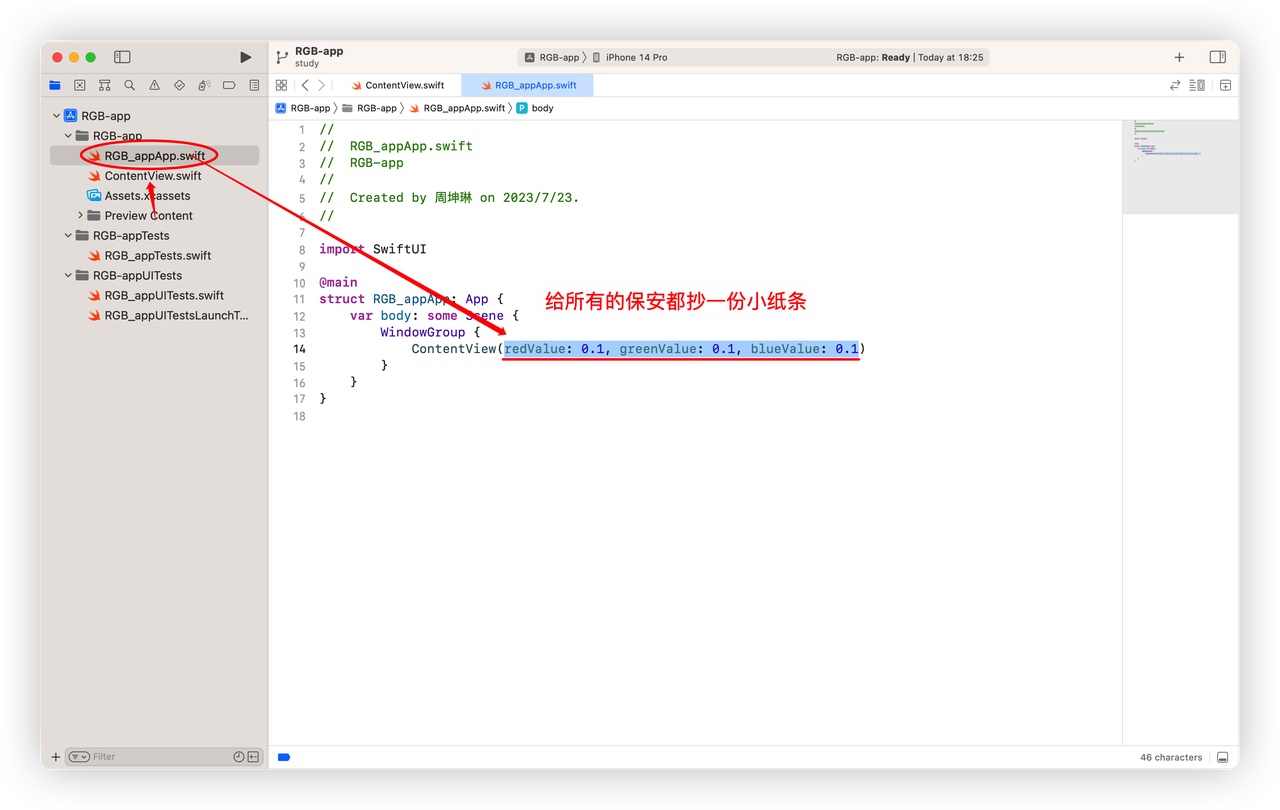 RGB-app
study
RGB-app
iPhone 14 Pro
RGB-app: Ready | Today at 18:25
ContentView.swift
RGB_appApp.swift
RGB-app
RGB-app
RGB_appApp.swift
P
body
RGB-app
RGB-app
RGB_appApp.swift
ContentView.swift
Assets.xcassets
Preview Content
RGB-appTests
RGB_appTests.swift
RGB-appUITests
RGB_appUITests.swift
RGB_appUITestsLaunchT...
1 //
2 //  RGB_appApp.swift
3 //  RGB-app
4 //
5 //  Created by 周坤琳 on 2023/7/23.
6 //
7
8 import SwiftUI
9
10 @main
11 struct RGB_appApp: App {
12     var body: some Scene {
13         WindowGroup {
14             ContentView(redValue: 0.1, greenValue: 0.1, blueValue: 0.1)
15         }
16     }
17 }
18
给所有的保安都抄一份小纸条
Filter
46 characters